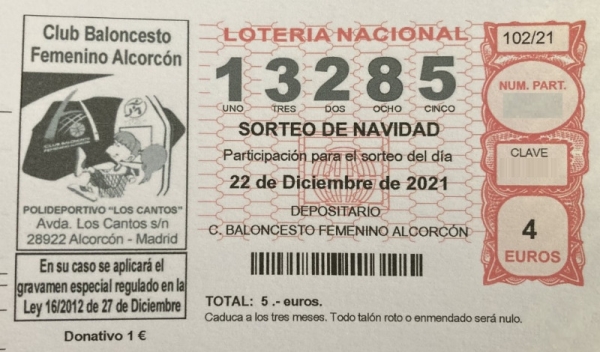 Club Baloncesto
Femenino Alcorcón
CLUB BALONCESTO
POLIDEPORTIVO "LOS CANTOS"
Avda. Los Cantos s/n
28922 Alcorcón - Madrid
En su caso se aplicará el
gravamen especial regulado en la
Ley 16/2012 de 27 de Diciembre
Donativo 1 €
LOTERIA NACIONAL
13285
UNO TRES DOS OCHO CINCO
SORTEO DE NAVIDAD
Participación para el sorteo del día
22 de Diciembre de 2021
DEPOSITARIO
C. BALONCESTO FEMENINO ALCORCÓN
TOTAL: 5 .- euros.
Caduca a los tres meses. Todo talón roto o enmendado será nulo.
102/21
NUM. PART.
CLAVE
4
EUROS